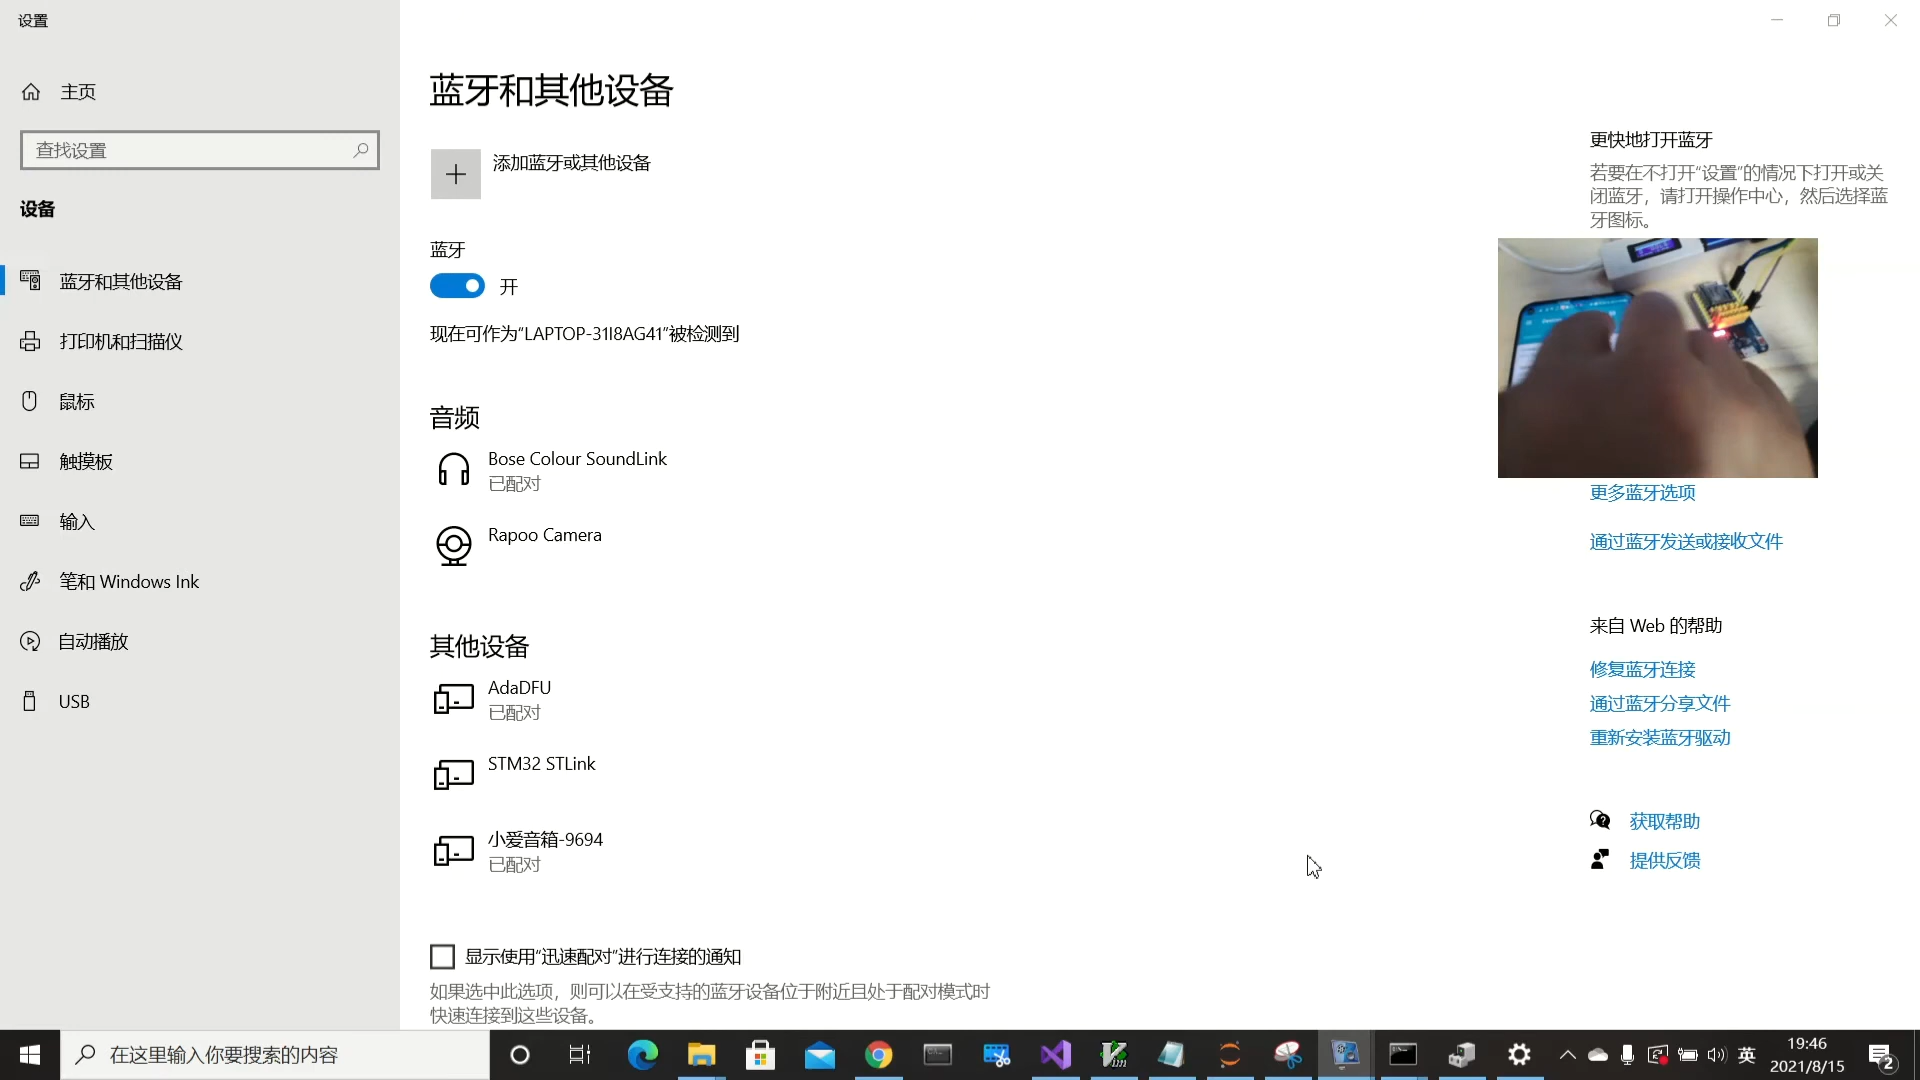 设置
主页
查找设置
设备
蓝牙和其他设备
打印机和扫描仪
鼠标
触摸板
输入
笔和 Windows Ink
自动播放
USB
蓝牙和其他设备
添加蓝牙或其他设备
蓝牙
开
现在可作为“LAPTOP-31I8AG41”被检测到
音频
Bose Colour SoundLink
已配对
Rapoo Camera
其他设备
AdaDFU
已配对
STM32 STLink
小爱音箱-9694
已配对
显示使用“迅速配对”进行连接的通知
如果选中此选项，则可以在受支持的蓝牙设备位于附近且处于配对模式时
快速连接到这些设备。
更快地打开蓝牙
若要在不打开“设置”的情况下打开或关
闭蓝牙，请打开操作中心，然后选择蓝
牙图标。
更多蓝牙选项
通过蓝牙发送或接收文件
来自 Web 的帮助
修复蓝牙连接
通过蓝牙分享文件
重新安装蓝牙驱动
获取帮助
提供反馈
在这里输入你要搜索的内容
英
19:46
2021/8/15
2